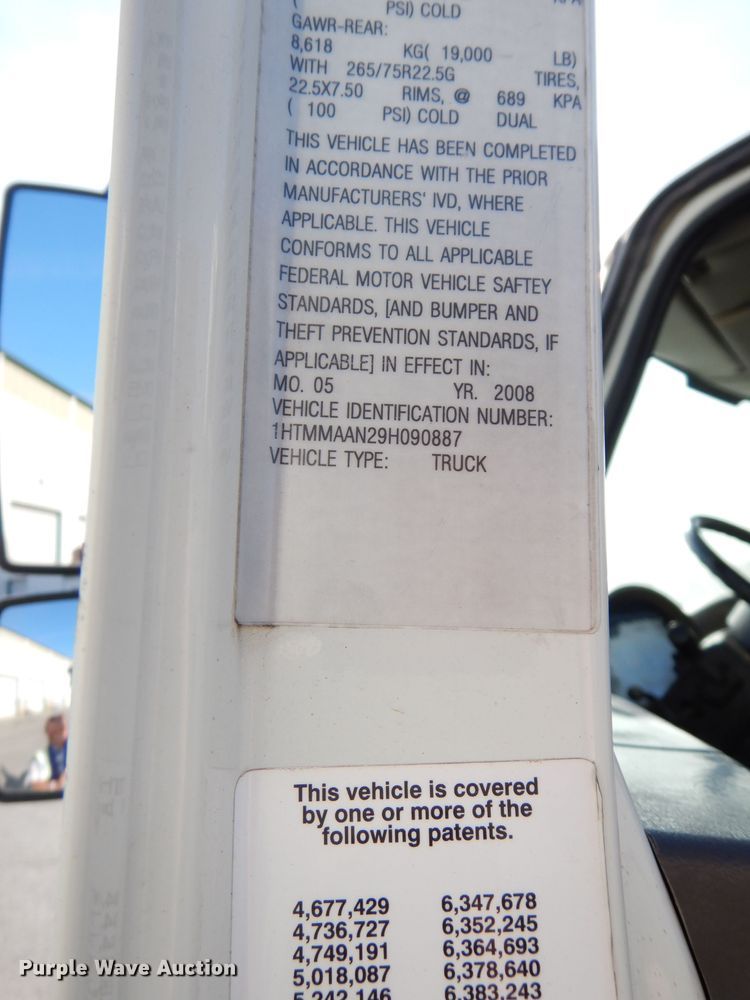 ( PSI) COLD KPA
GAWR-REAR:
8,618 KG( 19,000 LB)
WITH 265/75R22.5G TIRES,
22.5X7.50 RIMS, @ 689 KPA
( 100 PSI) COLD DUAL
THIS VEHICLE HAS BEEN COMPLETED
IN ACCORDANCE WITH THE PRIOR
MANUFACTURERS' IVD, WHERE
APPLICABLE. THIS VEHICLE
CONFORMS TO ALL APPLICABLE
FEDERAL MOTOR VEHICLE SAFTEY
STANDARDS, [AND BUMPER AND
THEFT PREVENTION STANDARDS, IF
APPLICABLE] IN EFFECT IN:
MO. 05 YR. 2008
VEHICLE IDENTIFICATION NUMBER:
1HTMMAAN29H090887
VEHICLE TYPE: TRUCK
This vehicle is covered
by one or more of the
following patents.
4,677,429 6,347,678
4,736,727 6,352,245
4,749,191 6,364,693
5,018,087 6,378,640
5,242,146 6,383,243
Purple Wave Auction